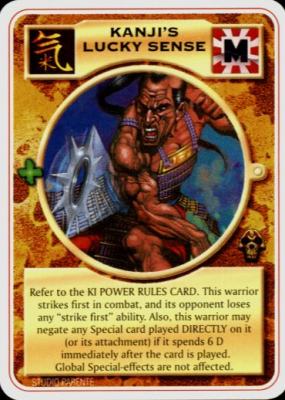 氣
KANJI'S
LUCKY SENSE
M
Refer to the KI POWER RULES CARD. This warrior
strikes first in combat, and its opponent loses
any "strike first" ability. Also, this warrior may
negate any Special card played DIRECTLY on it
(or its attachment) if it spends 6 D
immediately after the card is played.
Global Special-effects are not affected.
STUDIO PARENTE